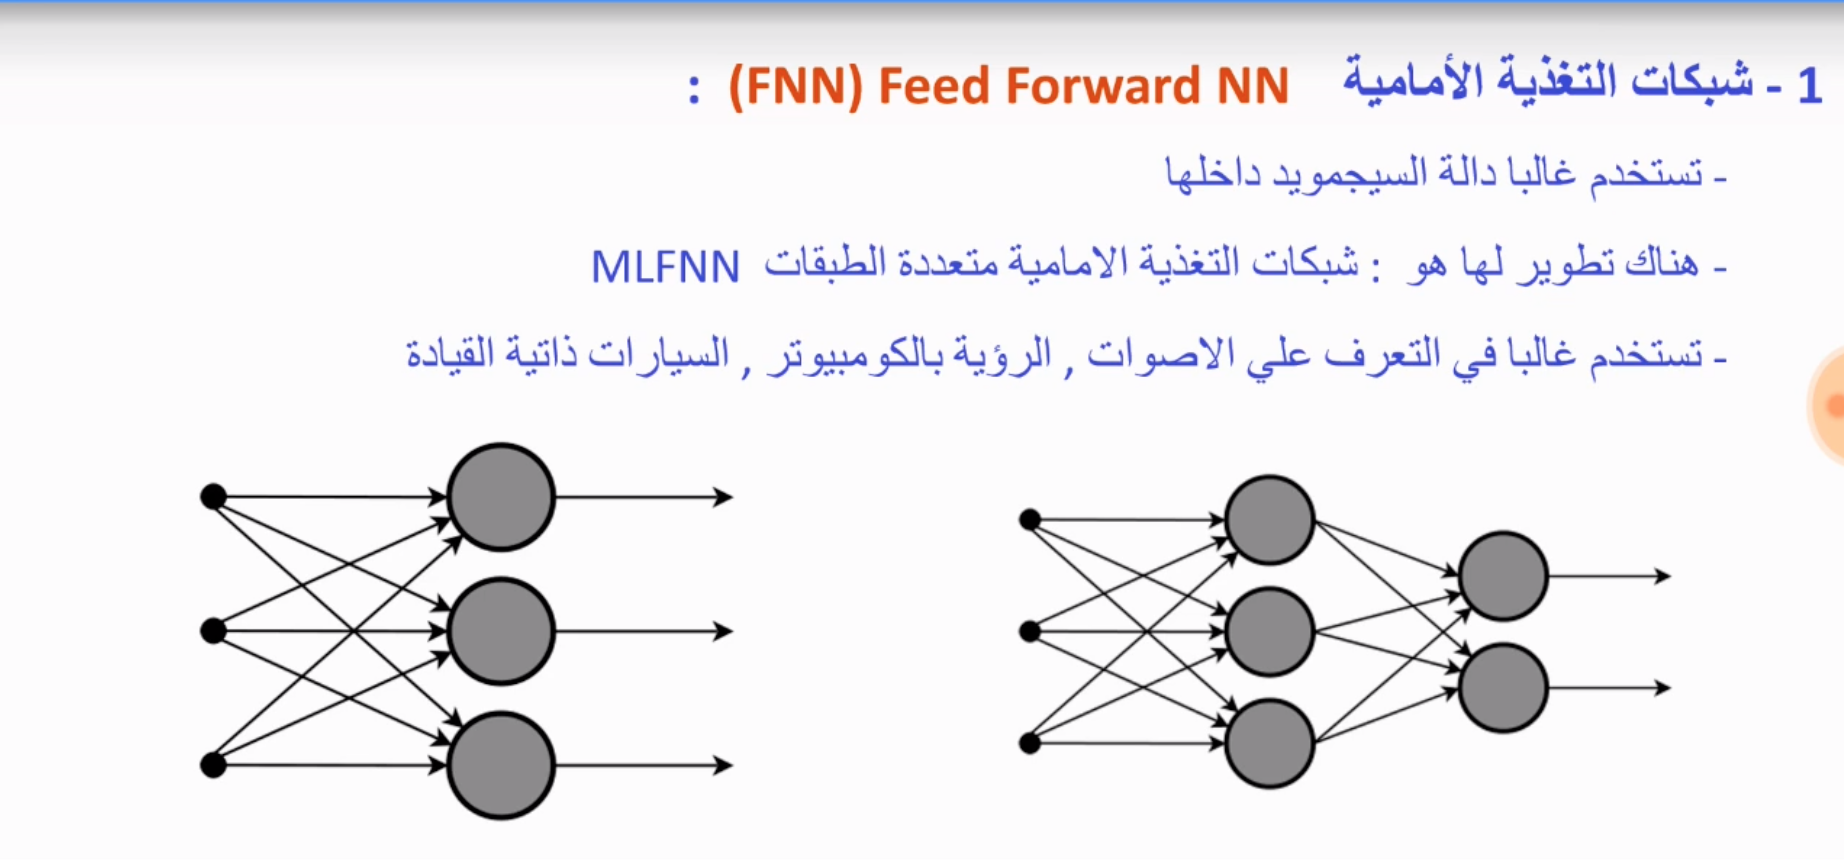 1 - شبكات التغذية الأمامية Feed Forward NN (FNN) :
- تستخدم غالبا دالة السيجمويد داخلها
- هناك تطوير لها هو : شبكات التغذية الامامية متعددة الطبقات MLFNN
- تستخدم غالبا في التعرف علي الاصوات , الرؤية بالكومبيوتر , السيارات ذاتية القيادة